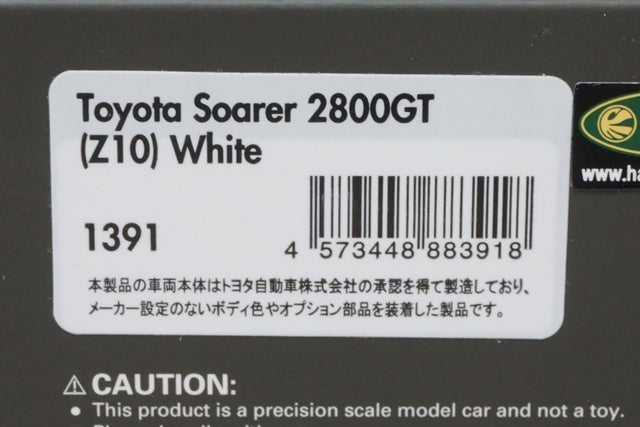 Toyota Soarer 2800GT
(Z10) White
1391
4 573448 883918
本製品の車両本体はトヨタ自動車株式会社の承認を得て製造しており、
メーカー設定のないボディ色やオプション部品を装着した製品です。
www.ha
⚠ CAUTION:
• This product is a precision scale model car and not a toy.